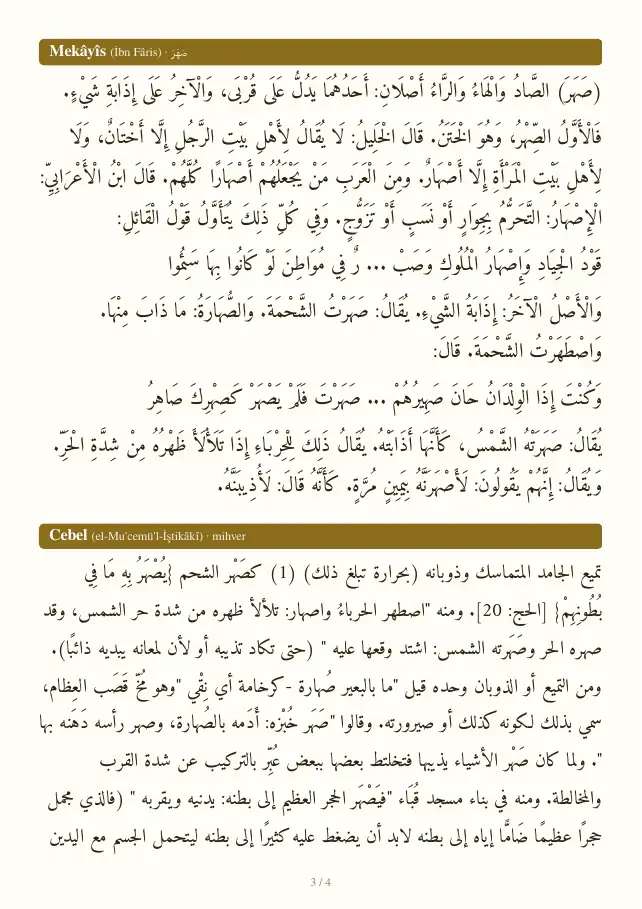 Mekâyîs (İbn Fâris) · صَهَرَ
(صَهَرَ) الصَّادُ وَالْهَاءُ وَالرَّاءُ أَصْلَانِ: أَحَدُهُمَا يَدُلُّ عَلَى قُرْبَى، وَالْآخِرُ عَلَى إِذَابَةِ شَيْءٍ.
فَالْأَوَّلُ الصِّهْرُ، وَهُوَ الْخَتَنُ. قَالَ الْخَلِيلُ: لَا يُقَالُ لِأَهْلِ بَيْتِ الرَّجُلِ إِلَّا أَخْتَانٌ، وَلَا
لِأَهْلِ بَيْتِ الْمَرْأَةِ إِلَّا أَصْهَارٌ. وَمِنَ الْعَرَبِ مَنْ يَجْعَلُهُمْ أَصْهَارًا كُلَّهُمْ. قَالَ ابْنُ الْأَعْرَابِيِّ:
الْإِصْهَارُ: التَّحَرُّمُ بِجِوَارٍ أَوْ نَسَبٍ أَوْ تَزَوُّجٍ. وَفِي كُلِّ ذَلِكَ يُتَأَوَّلُ قَوْلُ الْقَائِلِ:
قَوْدُ الْجِيَادِ وَإِصْهَارُ الْمُلُوكِ وَصَبْ ... رٌ فِي مُوَاطِنَ لَوْ كَانُوا بِهَا سَئِمُوا
وَالْأَصْلُ الْآخَرُ: إِذَابَةُ الشَّيْءِ. يُقَالُ: صَهَرْتُ الشَّحْمَةَ. وَالصُّهَارَةُ: مَا ذَابَ مِنْهَا.
وَاصْطَهَرْتُ الشَّحْمَةَ. قَالَ:
وَكُنْتَ إِذَا الْوِلْدَانُ حَانَ صَهِيرُهُمْ ... صَهَرْتَ فَلَمْ يَصْهَرْ كَصِهْرِكَ صَاهِرُ
يُقَالُ: صَهَرَتْهُ الشَّمْسُ، كَأَنَّهَا أَذَابَتْهُ. يُقَالُ ذَلِكَ لِلْحِرْبَاءِ إِذَا تَلَأْلَأَ ظَهْرُهُ مِنْ شِدَّةِ الْحَرِّ.
وَيُقَالُ: إِنَّهُمْ يَقُولُونَ: لَأَصْهَرَنَّهُ بِيَمِينٍ مُرَّةٍ. كَأَنَّهُ قَالَ: لَأُذِيبَنَّهُ.
Cebel (el-Mu'cemü'l-İştikâkî) · mihver
تميع الجامد المتماسك وذوبانه (بحرارة تبلغ ذلك) (1) كصَهْر الشحم {يُصْهَرُ بِهِ مَا فِي
بُطُونِهِمْ} [الحج: 20]. ومنه "اصطهر الحرباءُ واصهار: تلألأ ظهره من شدة حر الشمس، وقد
صهره الحر وصَهَرته الشمس: اشتد وقعها عليه " (حتى تكاد تذيبه أو لأن لمعانه يبديه ذائبًا).
ومن التميع أو الذوبان وحده قيل "ما بالبعير صُهارة -كرخامة أي نقْي "وهو مُخّ قَصَب العِظام،
سمي بذلك لكونه كذلك أو صيرورته. وقالوا "صَهَر خُبْزه: أَدَمه بالصُهارة، وصهر رأسه دَهَنه بها
". ولما كان صَهْر الأشياء يذيبها فتختلط بعضها ببعض عُبِّر بالتركيب عن شدة القرب
والمخالطة. ومنه في بناء مسجد قُبَاء "فيَصْهَر الحجر العظيم إلى بطنه: يدنيه ويقربه " (فالذي مجمل
حجرًا عظيمًا ضَامًّا إياه إلى بطنه لابد أن يضغط عليه كثيرًا إلى بطنه ليتحمل الجسم مع اليدين
3 / 4